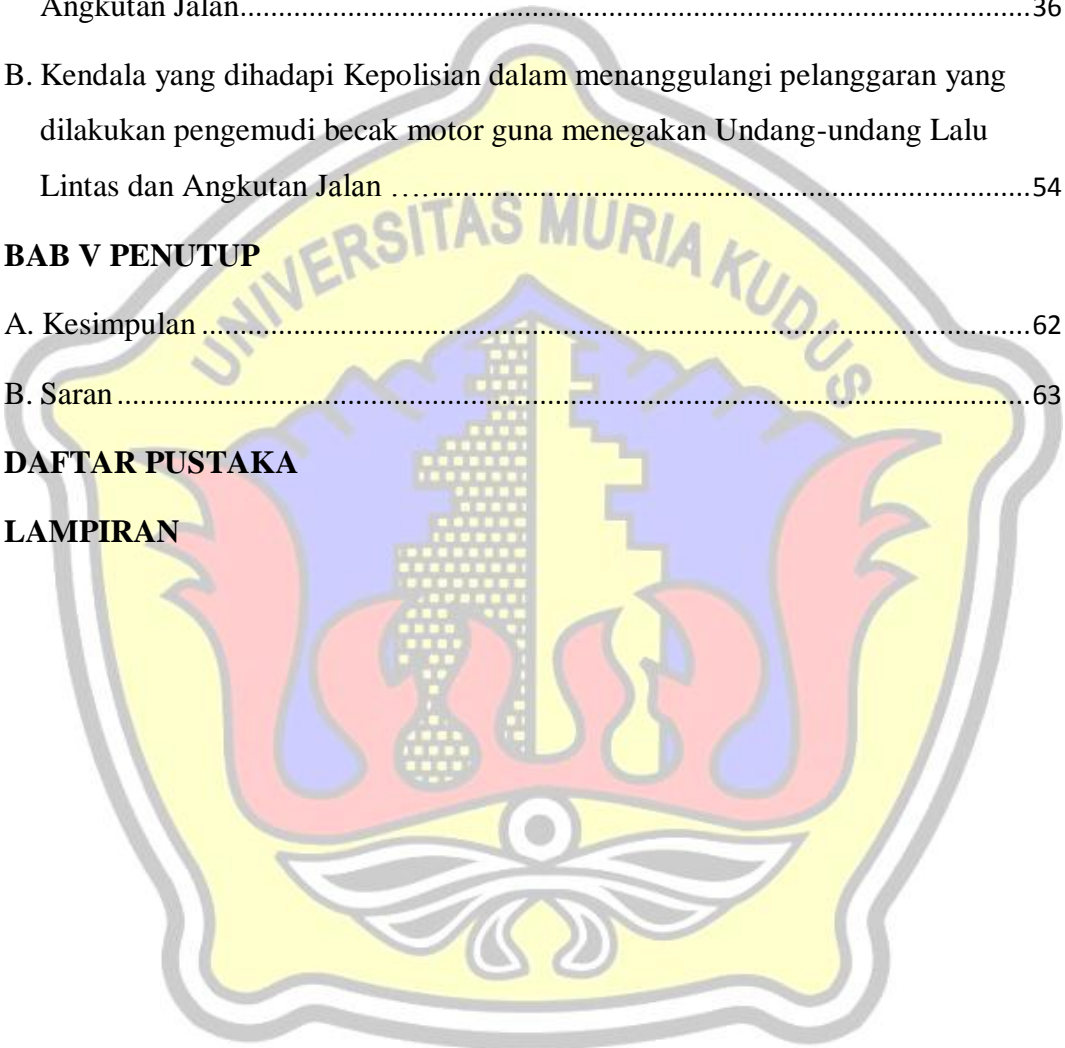 Angkutan Jalan..........................................................................................................36
B. Kendala yang dihadapi Kepolisian dalam menanggulangi pelanggaran yang
dilakukan pengemudi becak motor guna menegakan Undang-undang Lalu
Lintas dan Angkutan Jalan ….................................................................................54
UNIVERSITAS MURIA KUDUS
BAB V PENUTUP
A. Kesimpulan..............................................................................................................62
B. Saran.........................................................................................................................63
DAFTAR PUSTAKA
LAMPIRAN